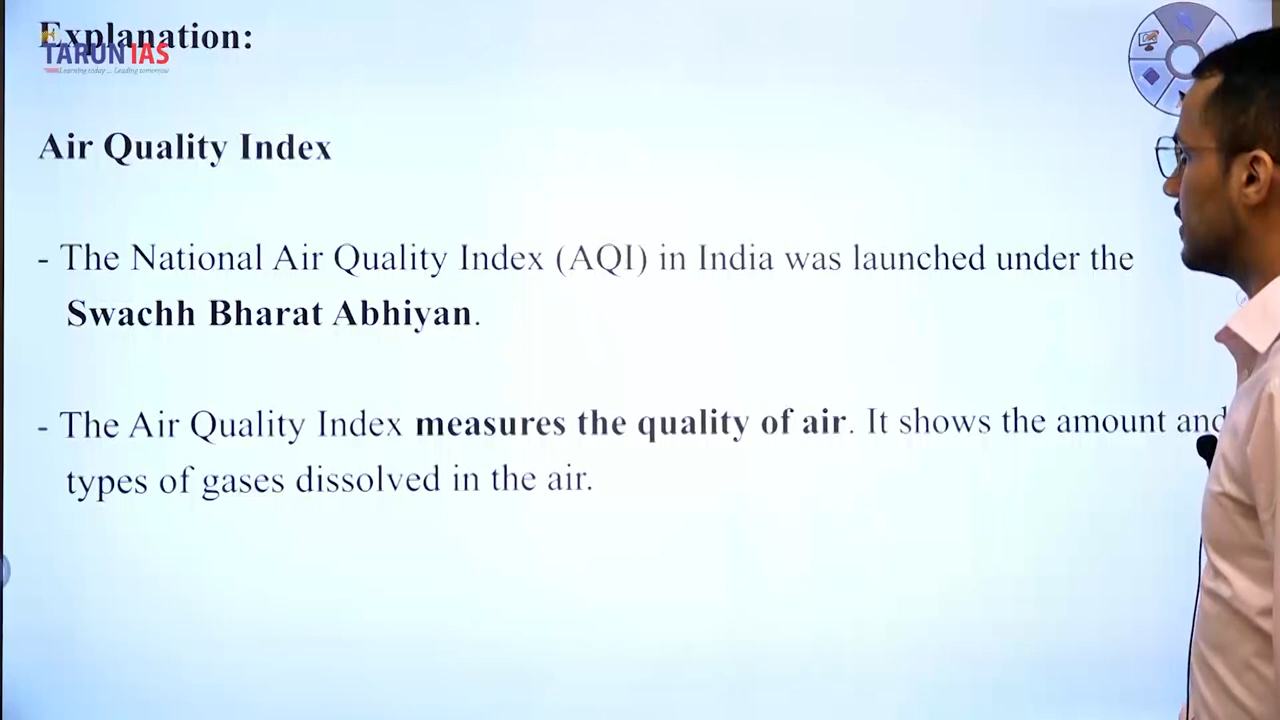 Explanation:
TARUN IAS
Learning today ... Leading tomorrow
Air Quality Index
- The National Air Quality Index (AQI) in India was launched under the
Swachh Bharat Abhiyan.
- The Air Quality Index measures the quality of air. It shows the amount and
types of gases dissolved in the air.